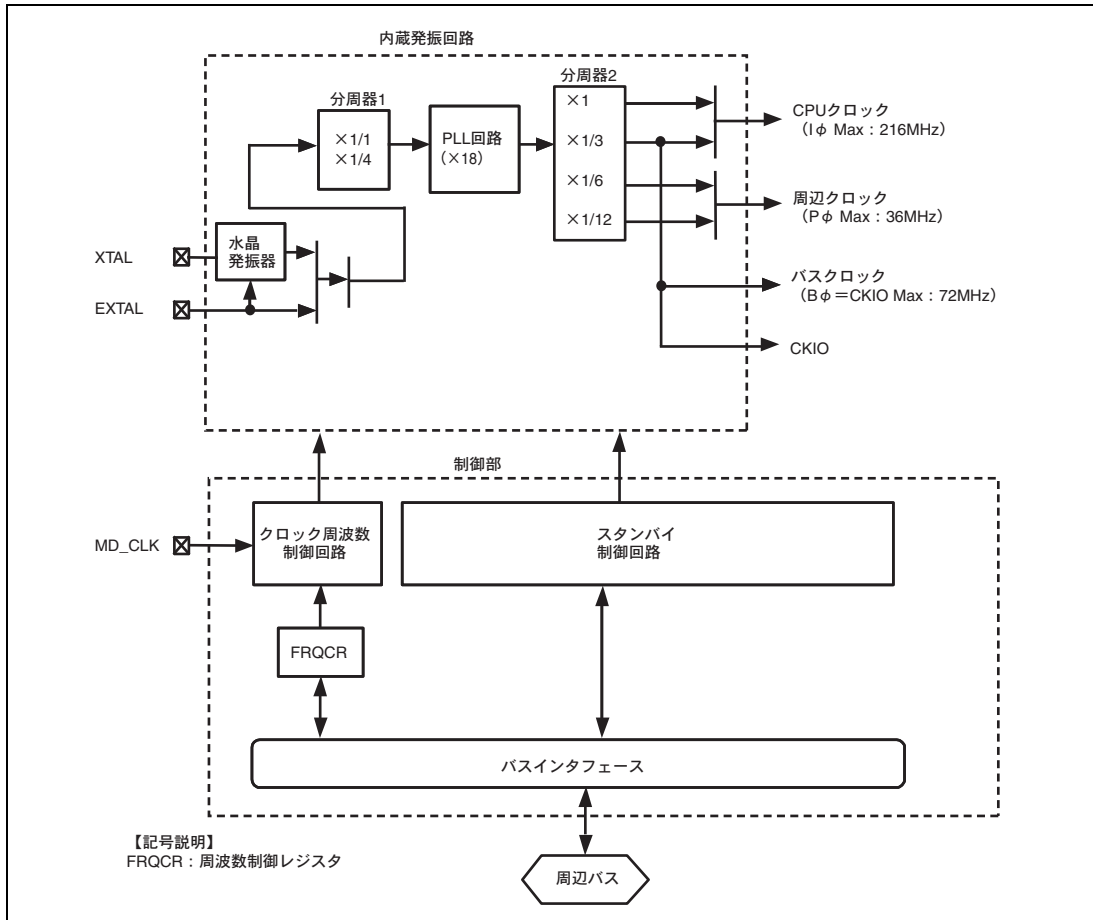 内蔵発振回路
分周器1
×1/1
×1/4
PLL回路
(×18)
分周器2
×1
×1/3
×1/6
×1/12
CPUクロック
(Iφ Max:216MHz)
周辺クロック
(Pφ Max:36MHz)
バスクロック
(Bφ=CKIO Max:72MHz)
CKIO
XTAL
水晶
発振器
EXTAL
制御部
MD_CLK
クロック周波数
制御回路
スタンバイ
制御回路
FRQCR
バスインタフェース
周辺バス
【記号説明】
FRQCR:周波数制御レジスタ